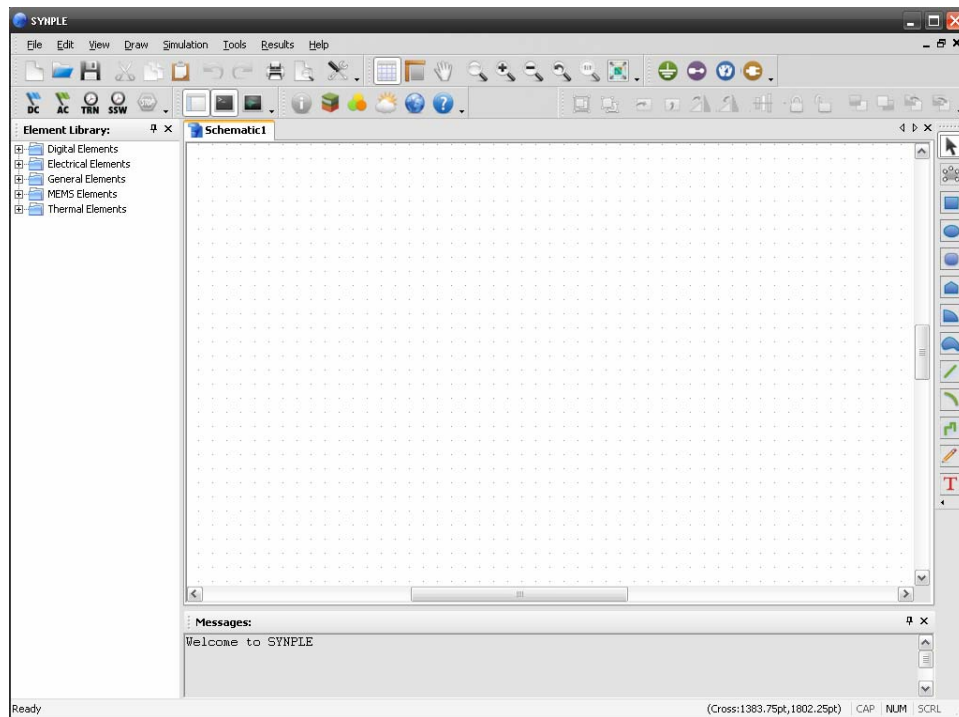 SYNPLE
File Edit View Draw Simulation Tools Results Help
DC AC TRN SSW
Element Library:
Schematic1
Digital Elements
Electrical Elements
General Elements
MEMS Elements
Thermal Elements
T
Messages:
Welcome to SYNPLE
Ready
(Cross:1383.75pt,1802.25pt) CAP NUM SCRL